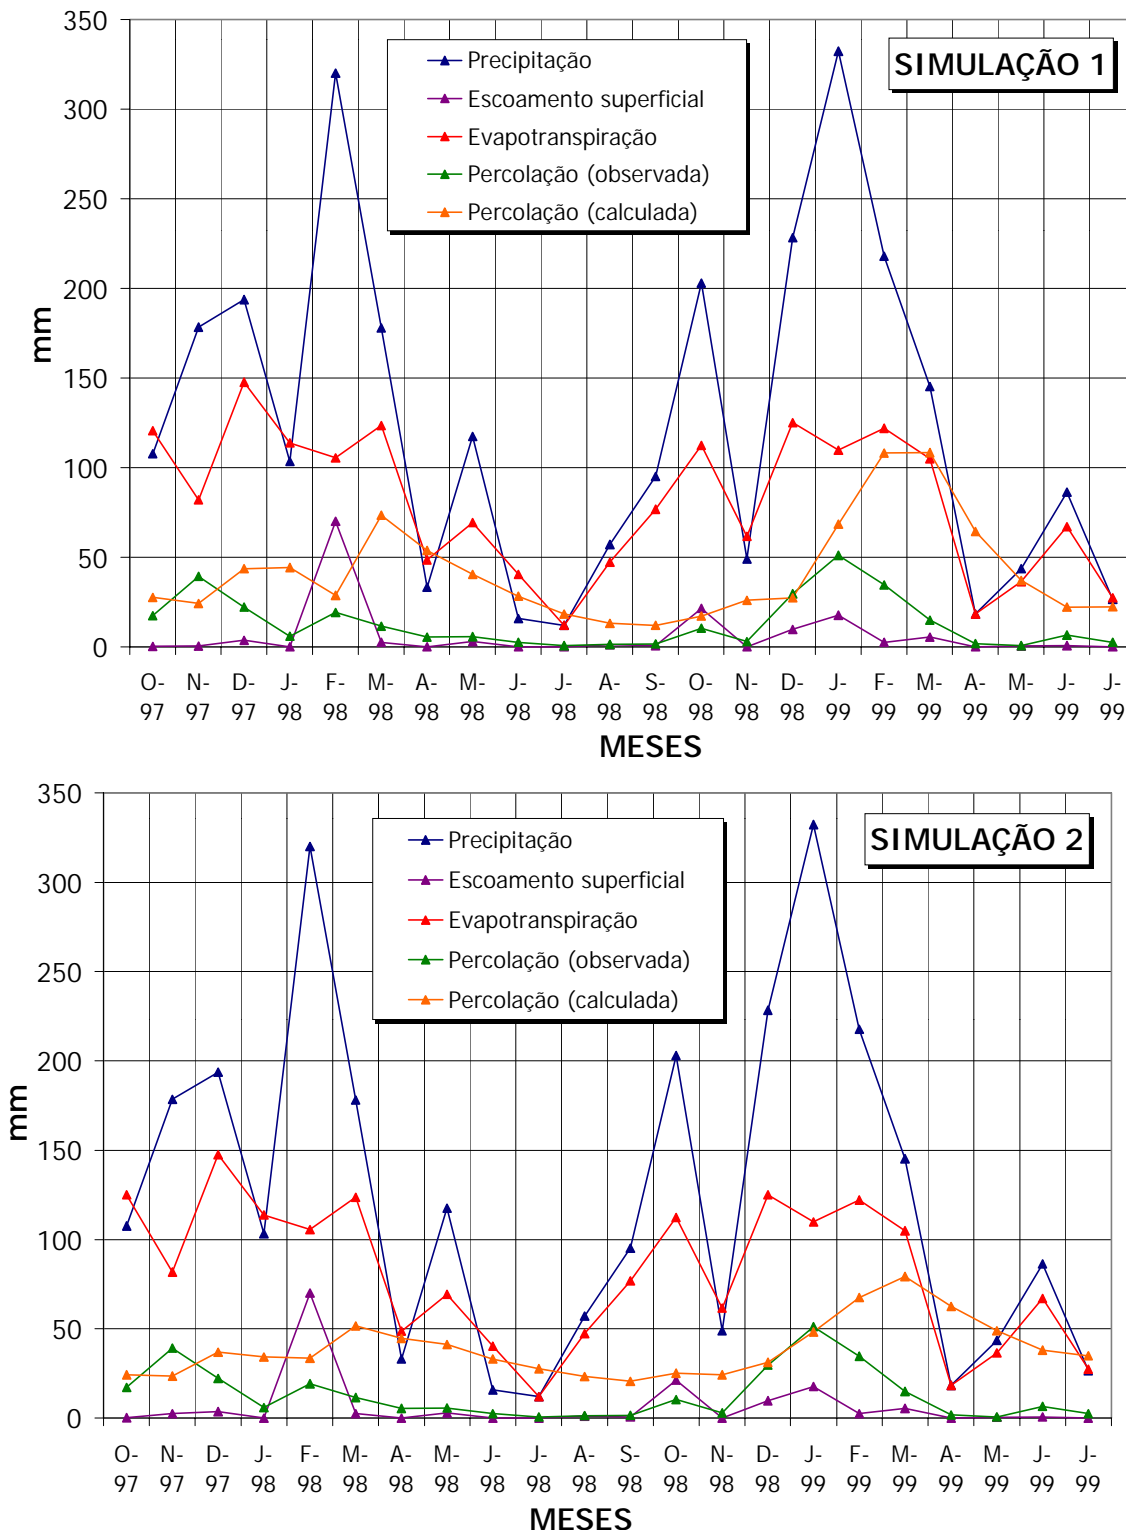 350
300
250
200
150
100
50
0
mm
SIMULAÇÃO 1
Precipitação
Escoamento superficial
Evapotranspiração
Percolação (observada)
Percolação (calculada)
O- N- D- J- F- M- A- M- J- J- A- S- O- N- D- J- F- M- A- M- J- J-
97 97 97 98 98 98 98 98 98 98 98 98 98 98 98 99 99 99 99 99 99 99
MESES
350
300
250
200
150
100
50
0
mm
SIMULAÇÃO 2
Precipitação
Escoamento superficial
Evapotranspiração
Percolação (observada)
Percolação (calculada)
O- N- D- J- F- M- A- M- J- J- A- S- O- N- D- J- F- M- A- M- J- J-
97 97 97 98 98 98 98 98 98 98 98 98 98 98 98 99 99 99 99 99 99 99
MESES